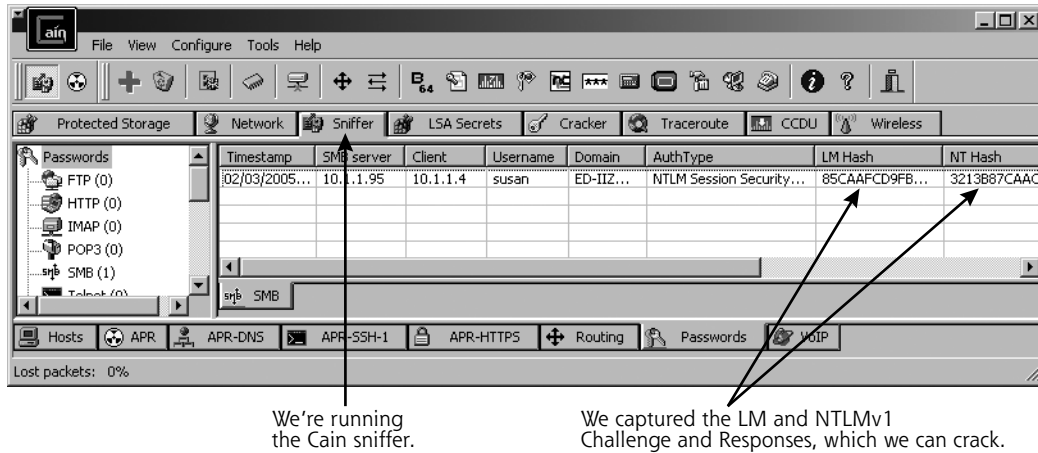 aín
File View Configure Tools Help
B 64
Protected Storage Network Sniffer LSA Secrets Cracker Traceroute CCDU Wireless
Passwords
FTP (0)
HTTP (0)
IMAP (0)
POP3 (0)
SMB (1)
Telnet (0)
Timestamp SMB server Client Username Domain AuthType LM Hash NT Hash
02/03/2005... 10.1.1.95 10.1.1.4 susan ED-IIZ... NTLM Session Security... 85CAAFCD9FB... 3213B87CAAC
SMB
Hosts APR APR-DNS APR-SSH-1 APR-HTTPS Routing Passwords VoIP
Lost packets: 0%
We're running
the Cain sniffer.
We captured the LM and NTLMv1
Challenge and Responses, which we can crack.